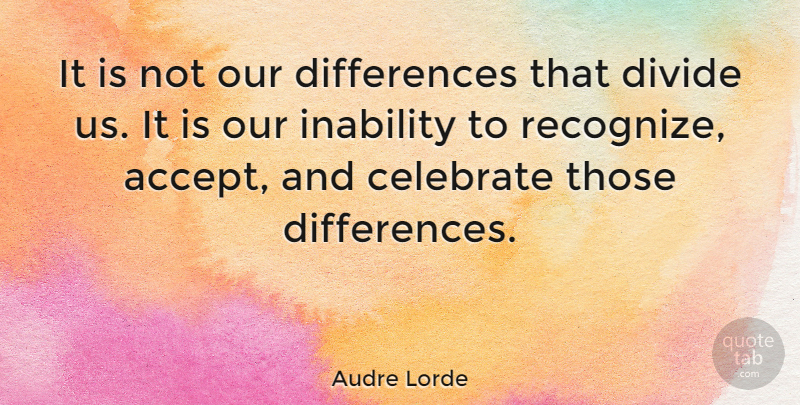 It is not our differences that divide
us. It is our inability to recognize,
accept, and celebrate those
differences.
Audre Lorde
quote
tab
.com